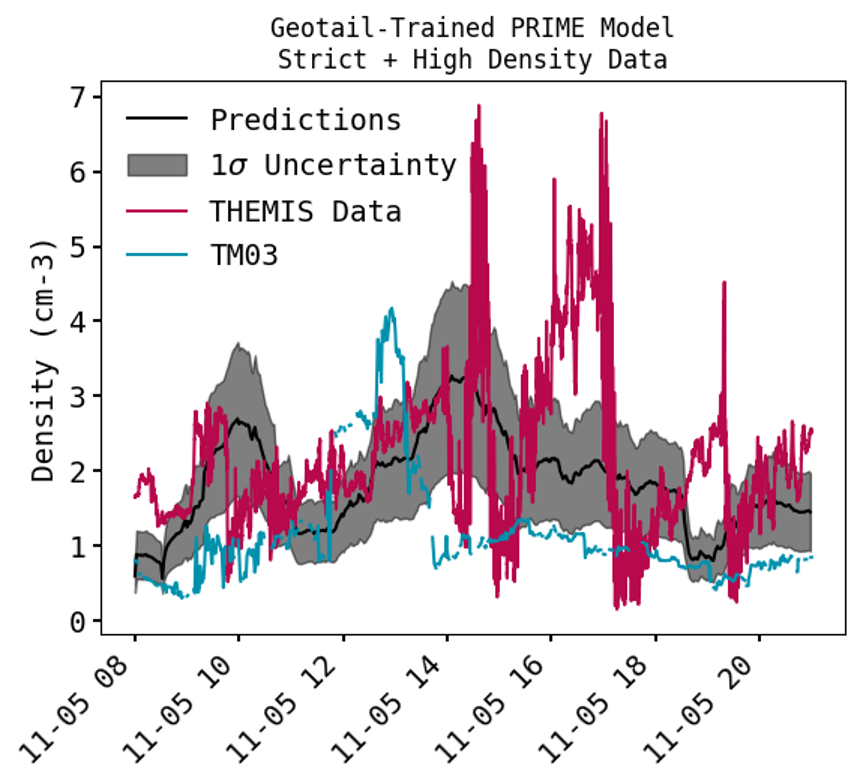 Geotail-Trained PRIME Model
Strict + High Density Data
Predictions
1σ Uncertainty
THEMIS Data
TM03
Density (cm-3)
7
6
5
4
3
2
1
0
11-05 08
11-05 10
11-05 12
11-05 14
11-05 16
11-05 18
11-05 20